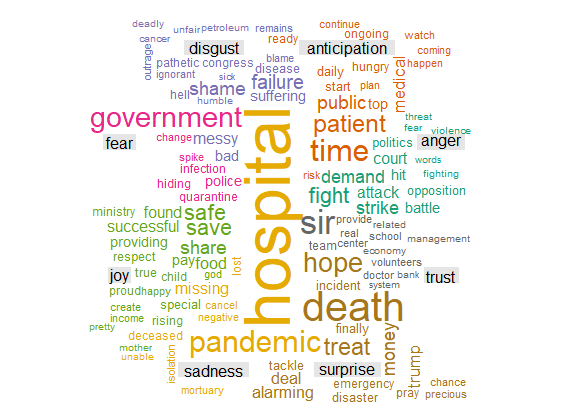 deadly unfair petroleum remains continue
cancer ready ongoing watch
outrage disgust anticipation coming
pathetic congress blame daily hungry medical happen
ignorant sick disease start plan
hell shame failure public top
humble suffering threat
government patient fear violence
change messy time politics anger
fear spike bad court words
infection risk demand hit fighting
hiding police attack opposition
quarantine fight strike battle
hospital
ministry found safe sir provide related
successful save real school management
providing share team center economy
respect pay food lost hope volunteers
joy true child god doctor bank trust
proud happy missing incident system
create special cancel death
income rising negative finally
pretty deceased pandemic treat money trump
mother
unable isolation sadness tackle surprise chance
deal emergency pray precious
mortuary alarming disaster